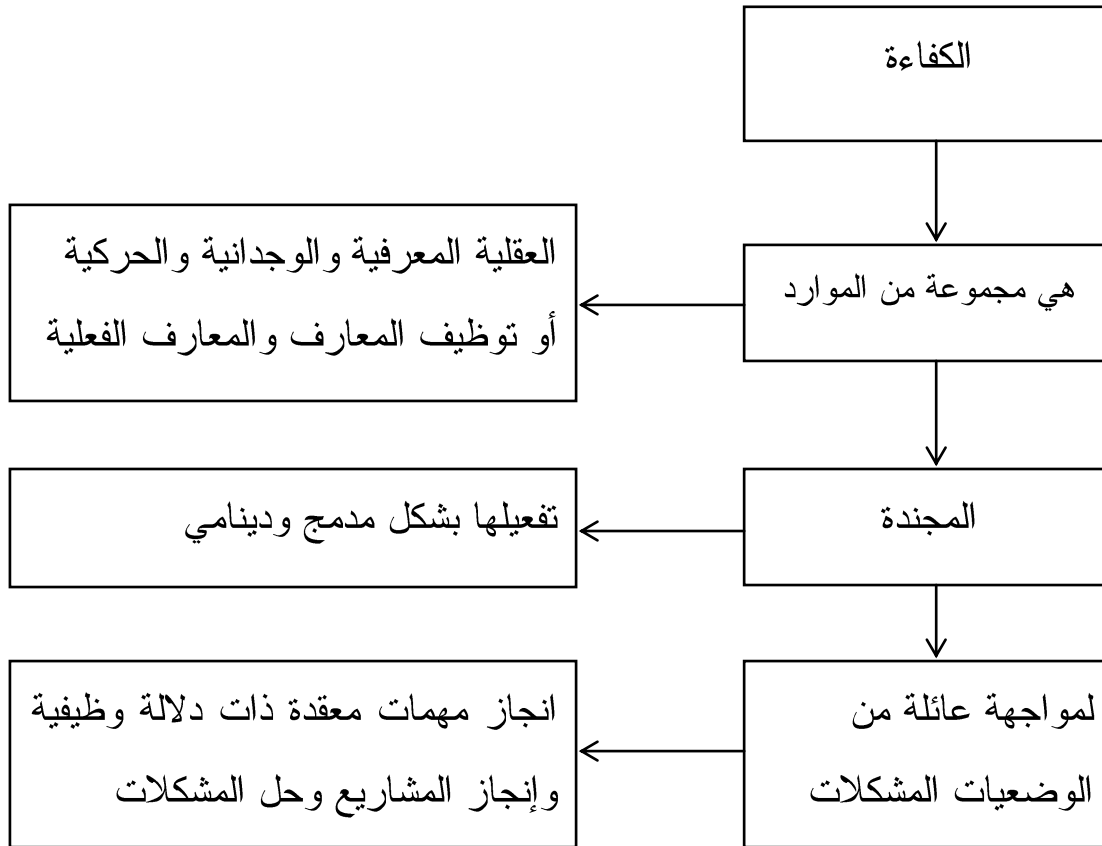 الكفاءة
هي مجموعة من الموارد
العقلية المعرفية والوجدانية والحركية
أو توظيف المعارف والمعارف الفعلية
المجندة
تفعيلها بشكل مدمج ودينامي
لمواجهة عائلة من
الوضعيات المشكلات
انجاز مهمات معقدة ذات دلالة وظيفية
وإنجاز المشاريع وحل المشكلات